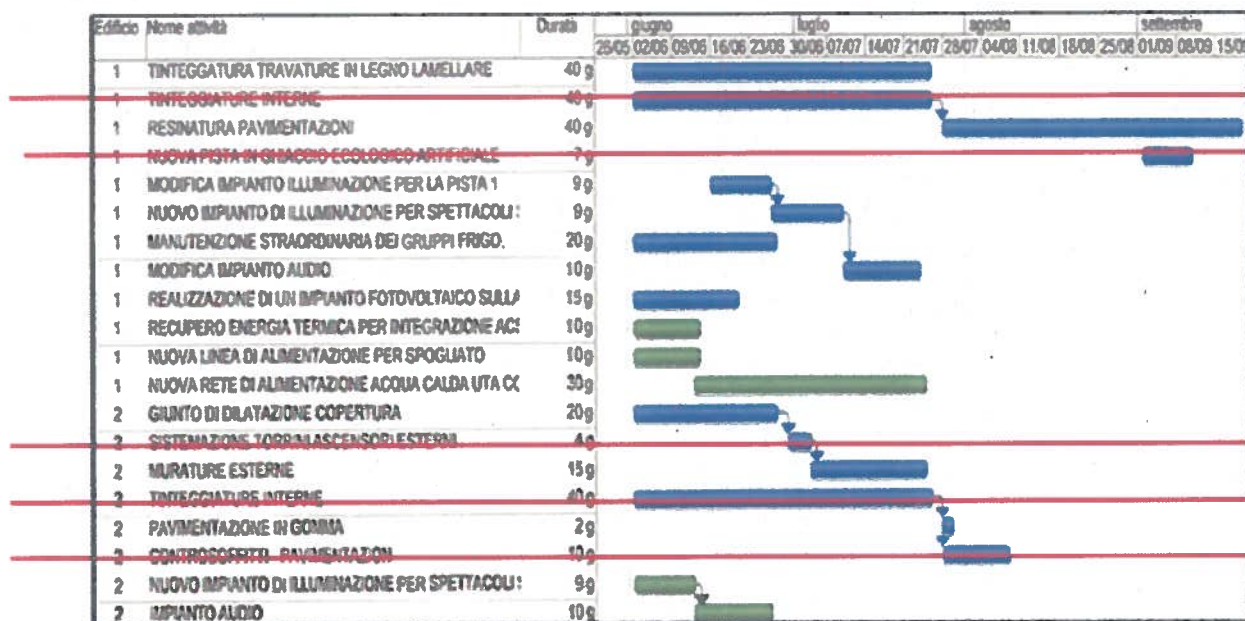 Edificio Nome attività Durata giugno luglio agosto settembre
26/05 02/06 09/06 16/06 23/06 30/06 07/07 14/07 21/07 28/07 04/08 11/08 18/08 25/08 01/09 08/09 15/09
1 TINTEGGATURA TRAVATURE IN LEGNO LAMELLARE 40 g
1 TINTEGGIATURE INTERNE 40 g
1 RESINATURA PAVIMENTAZIONI 40 g
1 NUOVA PISTA IN GHIACCIO ECOLOGICO ARTIFICIALE 7 g
1 MODIFICA IMPIANTO ILLUMINAZIONE PER LA PISTA 1 9 g
1 NUOVO IMPIANTO DI ILLUMINAZIONE PER SPETTACOLI 9 g
1 MANUTENZIONE STRAORDINARIA DEI GRUPPI FRIGO. 20 g
1 MODIFICA IMPIANTO AUDIO 10 g
1 REALIZZAZIONE DI UN IMPIANTO FOTOVOLTAICO SULLA 15 g
1 RECUPERO ENERGIA TERMICA PER INTEGRAZIONE ACS 10 g
1 NUOVA LINEA DI ALIMENTAZIONE PER SPOGLIATO 10 g
1 NUOVA RETE DI ALIMENTAZIONE ACQUA CALDA UTA CO 30 g
2 GIUNTO DI DILATAZIONE COPERTURA 20 g
2 SISTEMAZIONE TORRINI ASCENSORI ESTERNI 4 g
2 MURATURE ESTERNE 15 g
2 TINTEGGIATURE INTERNE 40 g
2 PAVIMENTAZIONE IN GOMMA 2 g
2 CONTROSOFFITTI - PAVIMENTAZIONI 10 g
2 NUOVO IMPIANTO DI ILLUMINAZIONE PER SPETTACOLI 9 g
2 IMPIANTO AUDIO 10 g